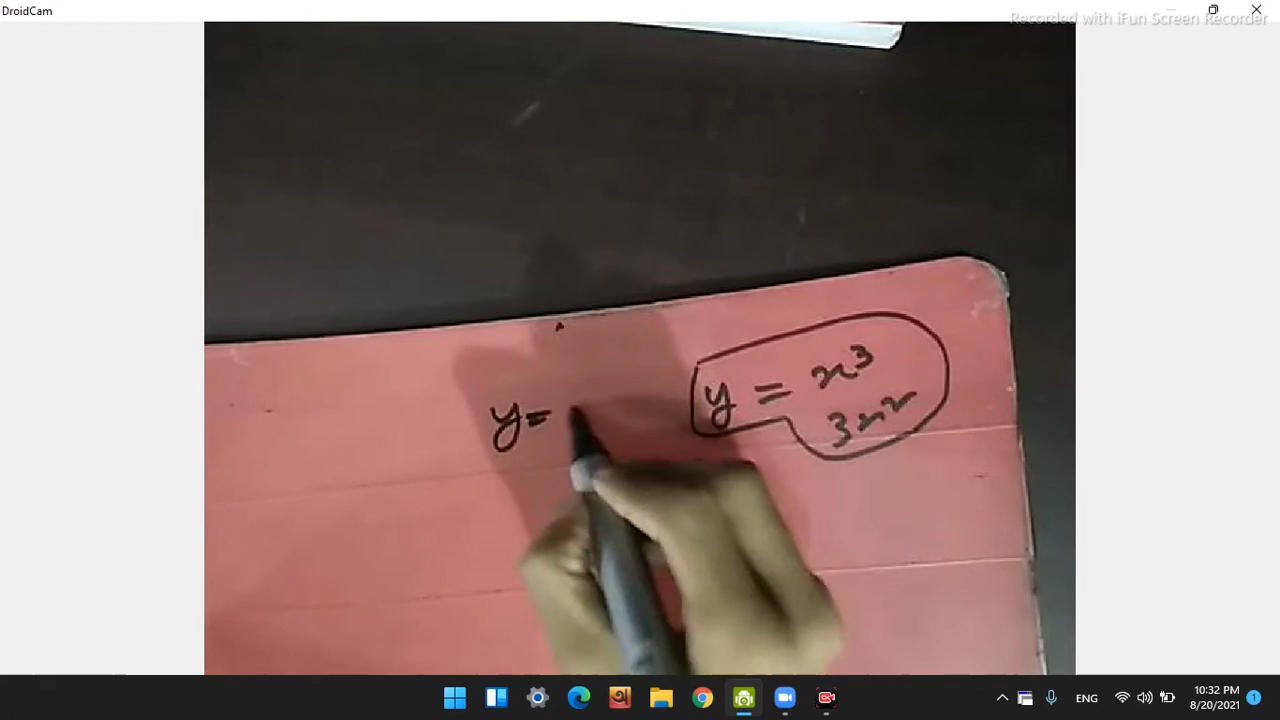 DroidCam
Recorded with iFun Screen Recorder
y = x³
3x²
y =
ENG
10:32 PM
8/20/2021
1